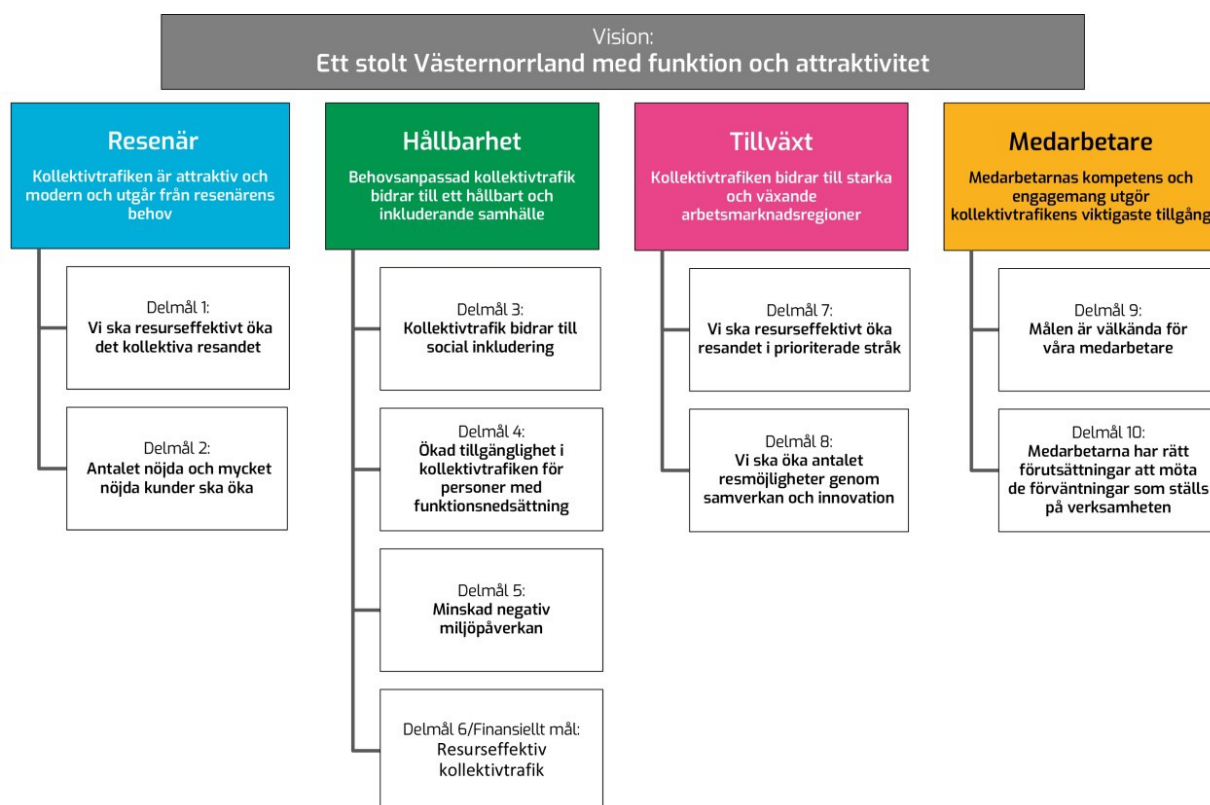 Vision:
Ett stolt Västernorrland med funktion och attraktivitet
Resenär
Kollektivtrafiken är attraktiv och
modern och utgår från resenärens
behov
Delmål 1:
Vi ska resurseffektivt öka
det kollektiva resandet
Delmål 2:
Antalet nöjda och mycket
nöjda kunder ska öka
Hållbarhet
Behovsanpassad kollektivtrafik
bidrar till ett hållbart och
inkluderande samhälle
Delmål 3:
Kollektivtrafik bidrar till
social inkludering
Delmål 4:
Ökad tillgänglighet i
kollektivtrafiken för
personer med
funktionsnedsättning
Delmål 5:
Minskad negativ
miljöpåverkan
Delmål 6/Finansiellt mål:
Resurseffektiv
kollektivtrafik
Tillväxt
Kollektivtrafiken bidrar till starka
och växande
arbetsmarknadsregioner
Delmål 7:
Vi ska resurseffektivt öka
resandet i prioriterade stråk
Delmål 8:
Vi ska öka antalet
resmöjligheter genom
samverkan och innovation
Medarbetare
Medarbetarnas kompetens och
engagemang utgör
kollektivtrafikens viktigaste tillgång
Delmål 9:
Målen är välkända för
våra medarbetare
Delmål 10:
Medarbetarna har rätt
förutsättningar att möta
de förväntningar som ställs
på verksamheten